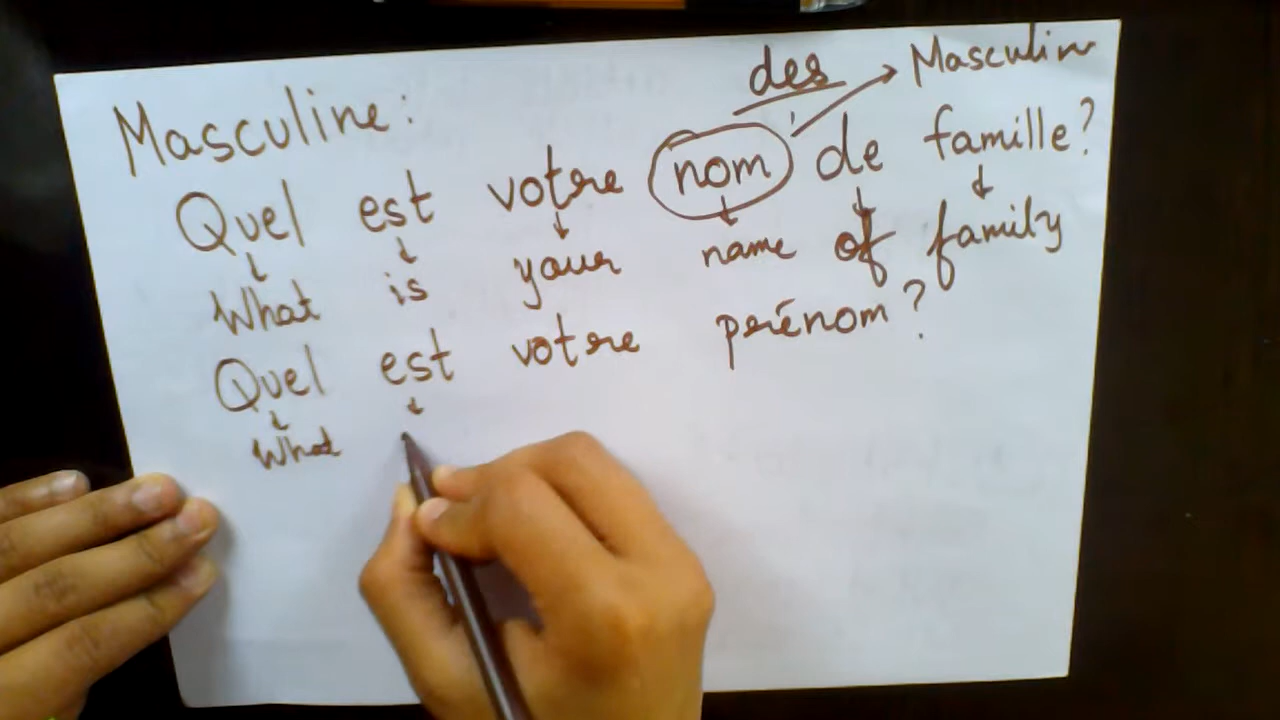 des → Masculin
Masculine:
Quel est votre nom de famille?
↓ ↓ ↓ ↓ ↓ ↓
What is your name of family
Quel est votre prénom?
↓ ↓
What